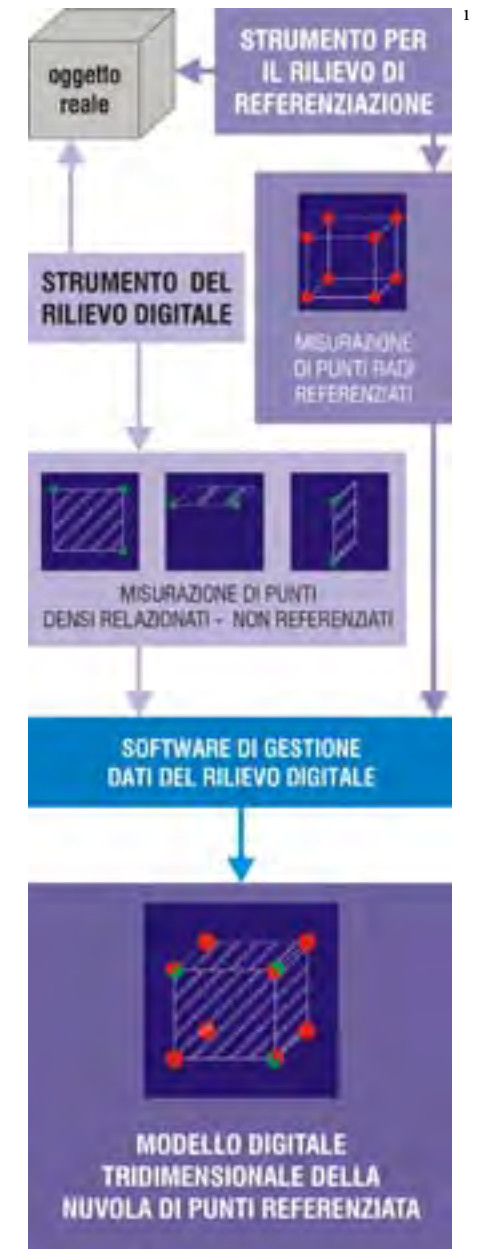 1
STRUMENTO PER
IL RILIEVO DI
REFERENZIAZIONE
oggetto
reale
STRUMENTO DEL
RILIEVO DIGITALE
MISURAZIONE
DI PUNTI RADI
REFERENZIATI
MISURAZIONE DI PUNTI
DENSI RELAZIONATI - NON REFERENZIATI
SOFTWARE DI GESTIONE
DATI DEL RILIEVO DIGITALE
MODELLO DIGITALE
TRIDIMENSIONALE DELLA
NUVOLA DI PUNTI REFERENZIATA